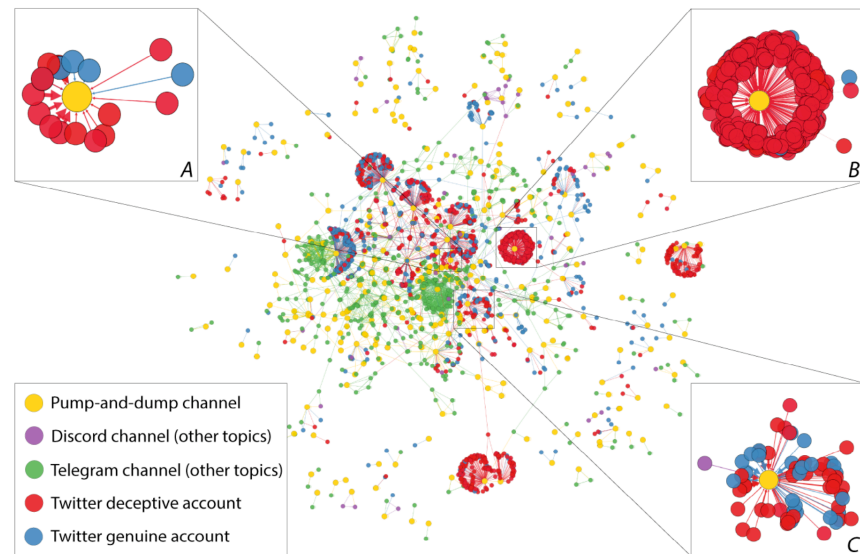 A
B
Pump-and-dump channel
Discord channel (other topics)
Telegram channel (other topics)
Twitter deceptive account
Twitter genuine account
C